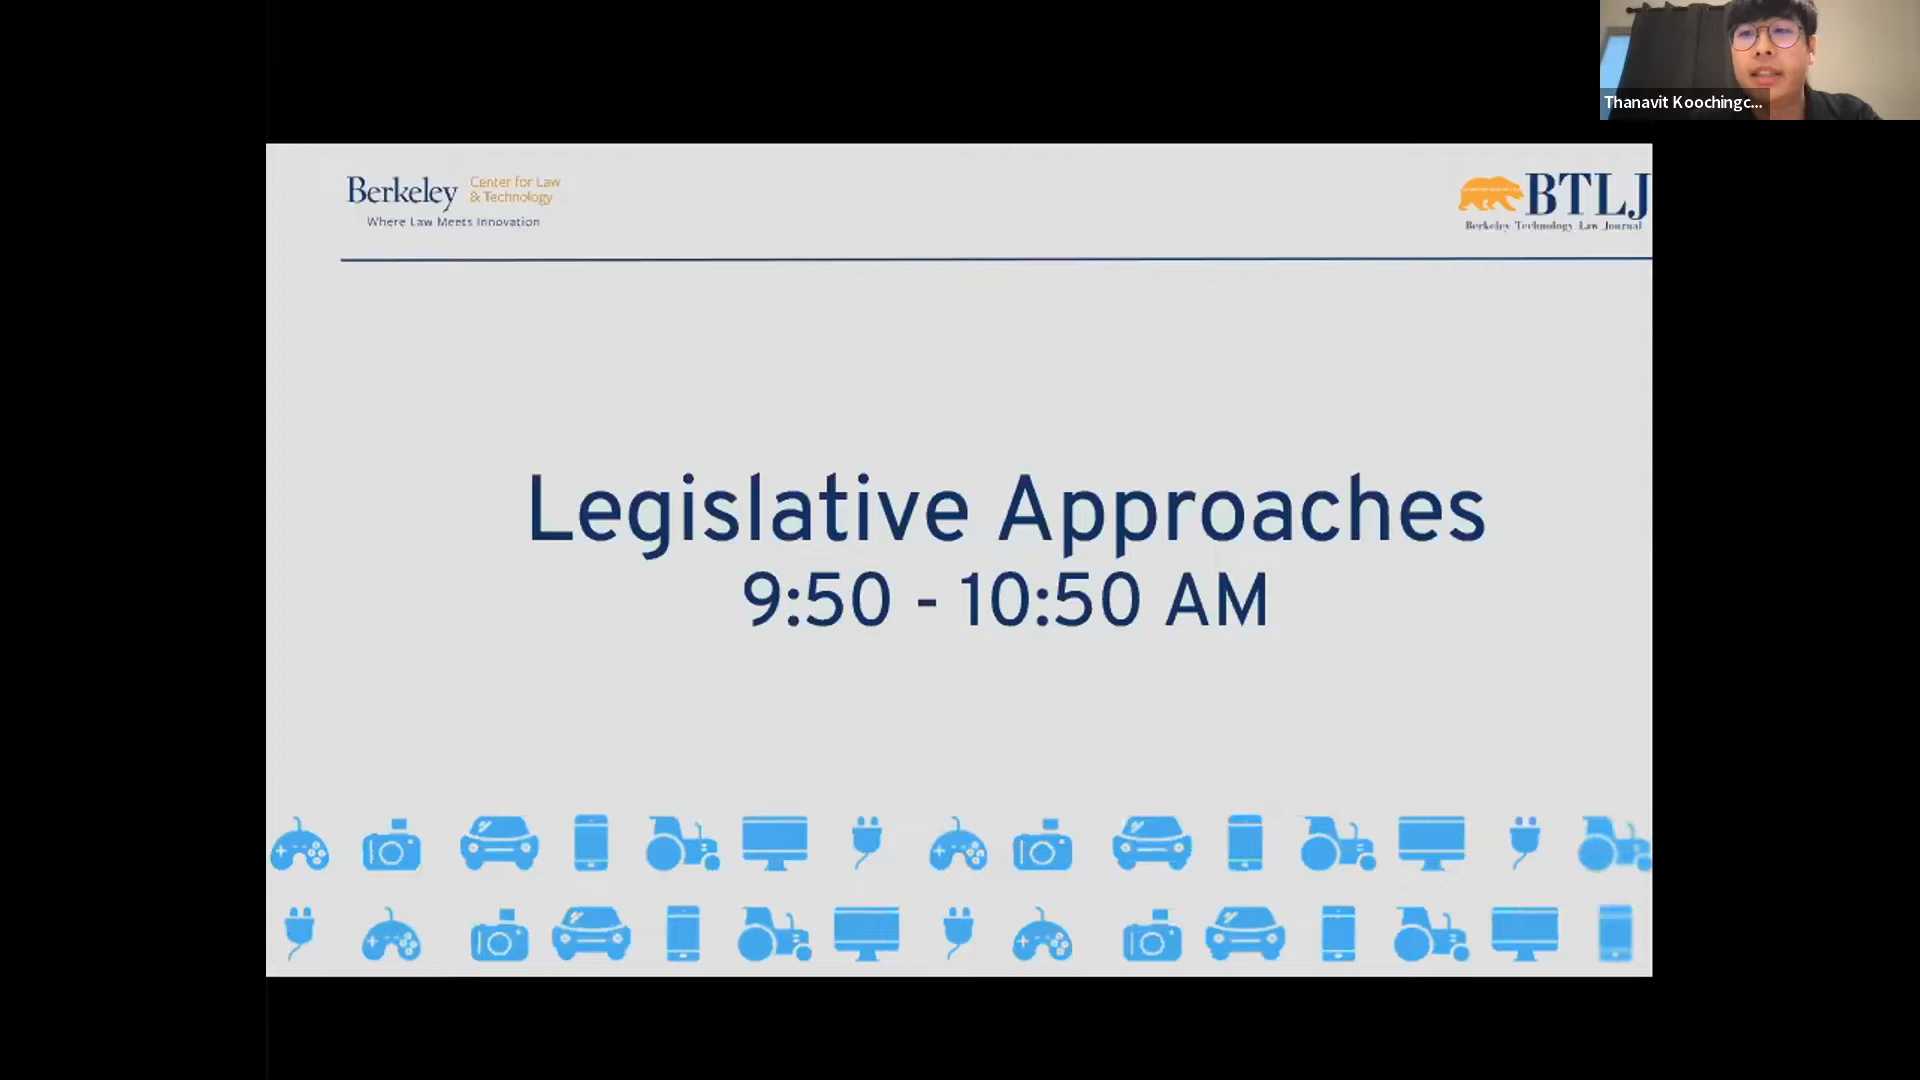 Thanavit Koochingc...
Berkeley Center for Law
& Technology
Where Law Meets Innovation
BTLJ
Berkeley Technology Law Journal
Legislative Approaches
9:50 - 10:50 AM